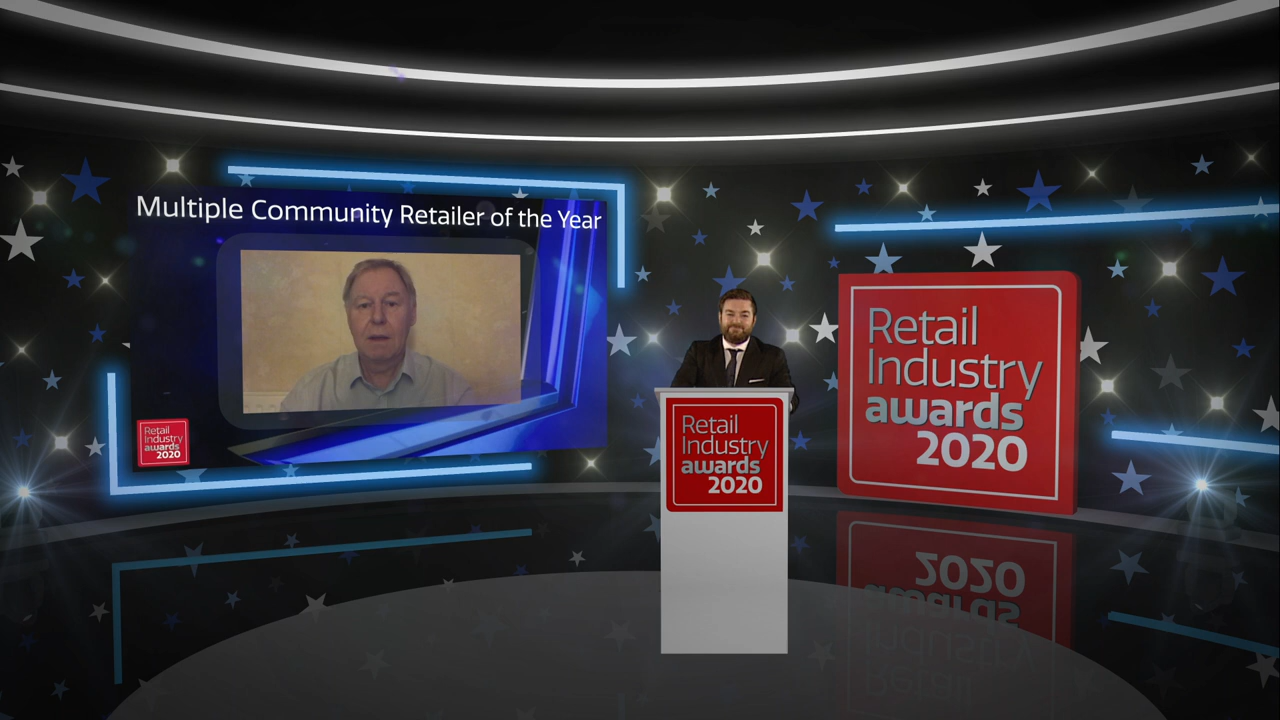 Multiple Community Retailer of the Year
Retail
Industry
awards
2020
Retail
Industry
awards
2020
Retail
Industry
awards
2020